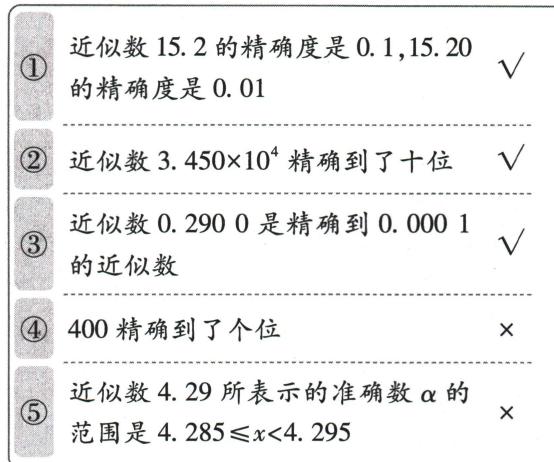 ① 近似数 15. 2 的精确度是 0. 1,15. 20 √
的精确度是 0. 01
② 近似数 3. 450×10⁴ 精确到了十位 √
③ 近似数 0. 290 0 是精确到 0. 000 1 √
的近似数
④ 400 精确到了个位 ×
⑤ 近似数 4. 29 所表示的准确数 α 的 ×
范围是 4. 285≤x<4. 295